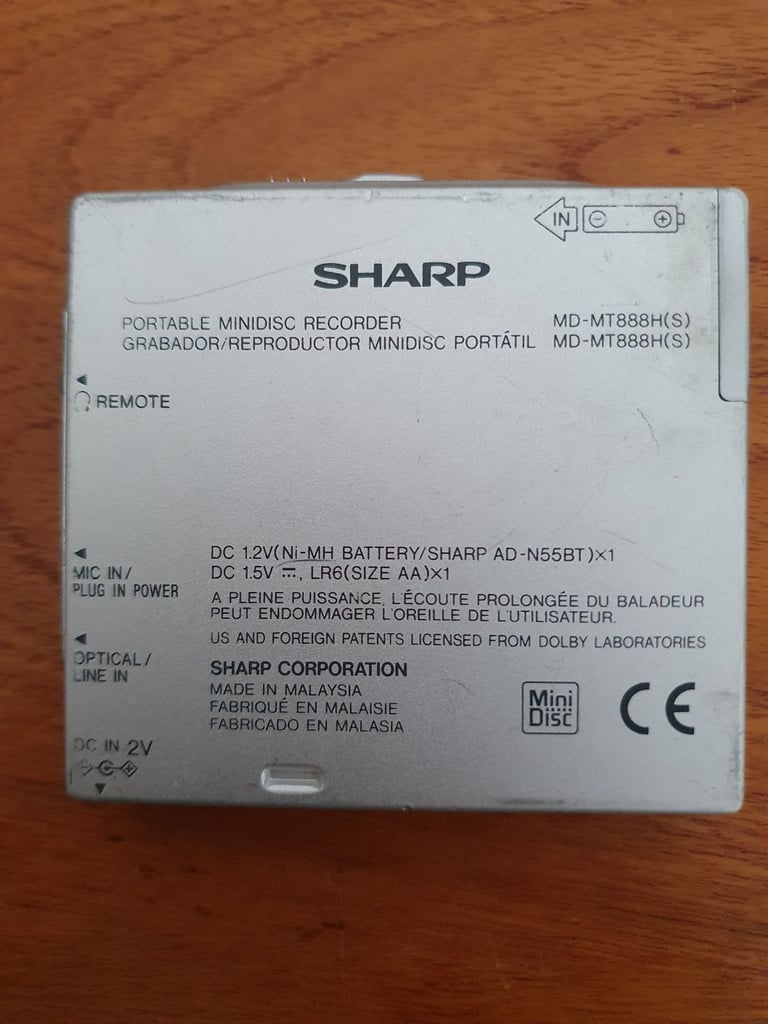 IN
SHARP
PORTABLE MINIDISC RECORDER MD-MT888H(S)
GRABADOR/REPRODUCTOR MINIDISC PORTÁTIL MD-MT888H(S)
REMOTE
MIC IN/
PLUG IN POWER
OPTICAL/
LINE IN
DC IN 2V
DC 1.2V(Ni-MH BATTERY/SHARP AD-N55BT)×1
DC 1.5V ⎓, LR6(SIZE AA)×1
A PLEINE PUISSANCE, L'ÉCOUTE PROLONGÉE DU BALADEUR
PEUT ENDOMMAGER L'OREILLE DE L'UTILISATEUR.
US AND FOREIGN PATENTS LICENSED FROM DOLBY LABORATORIES
SHARP CORPORATION
MADE IN MALAYSIA
FABRIQUÉ EN MALAISIE
FABRICADO EN MALASIA
Mini
Disc
CE